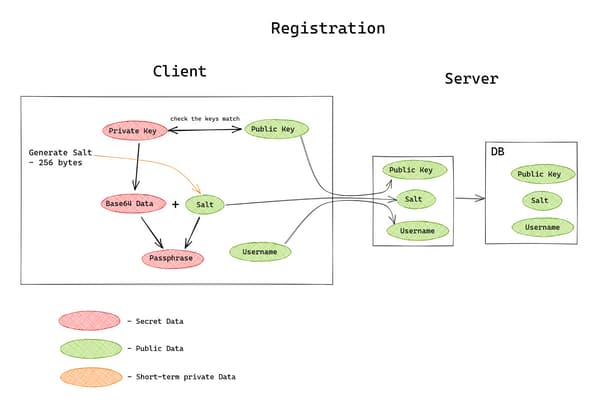 Registration
Client
Server
check the keys match
Private Key
Public Key
Generate Salt
- 256 bytes
Base64 Data
+
Salt
Passphrase
Username
Public Key
Salt
Username
DB
Public Key
Salt
Username
- Secret Data
- Public Data
- Short-term private Data